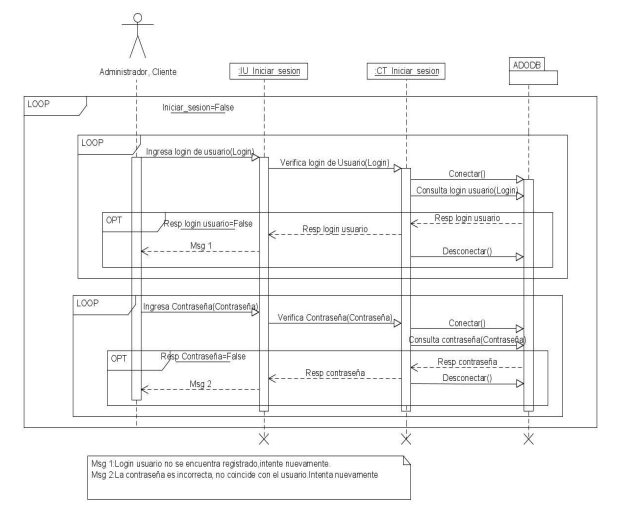 Administrador, Cliente
:IU_Iniciar_sesion
:CT_Iniciar_sesion
ADODB
LOOP
Iniciar_sesion=False
LOOP
Ingresa login de usuario(Login)
Verifica login de Usuario(Login)
Conectar()
Consulta login usuario(Login)
OPT
Resp login usuario=False
Resp login usuario
Resp login usuario
Msg 1
Desconectar()
LOOP
Ingresa Contraseña(Contraseña)
Verifica Contraseña(Contraseña)
Conectar()
Consulta contraseña(Contraseña)
OPT
Resp Contraseña=False
Resp contraseña
Resp contraseña
Msg 2
Desconectar()
Msg 1:Login usuario no se encuentra registrado,intente nuevamente.
Msg 2:La contraseña es incorrecta, no coincide con el usuario.Intenta nuevamente